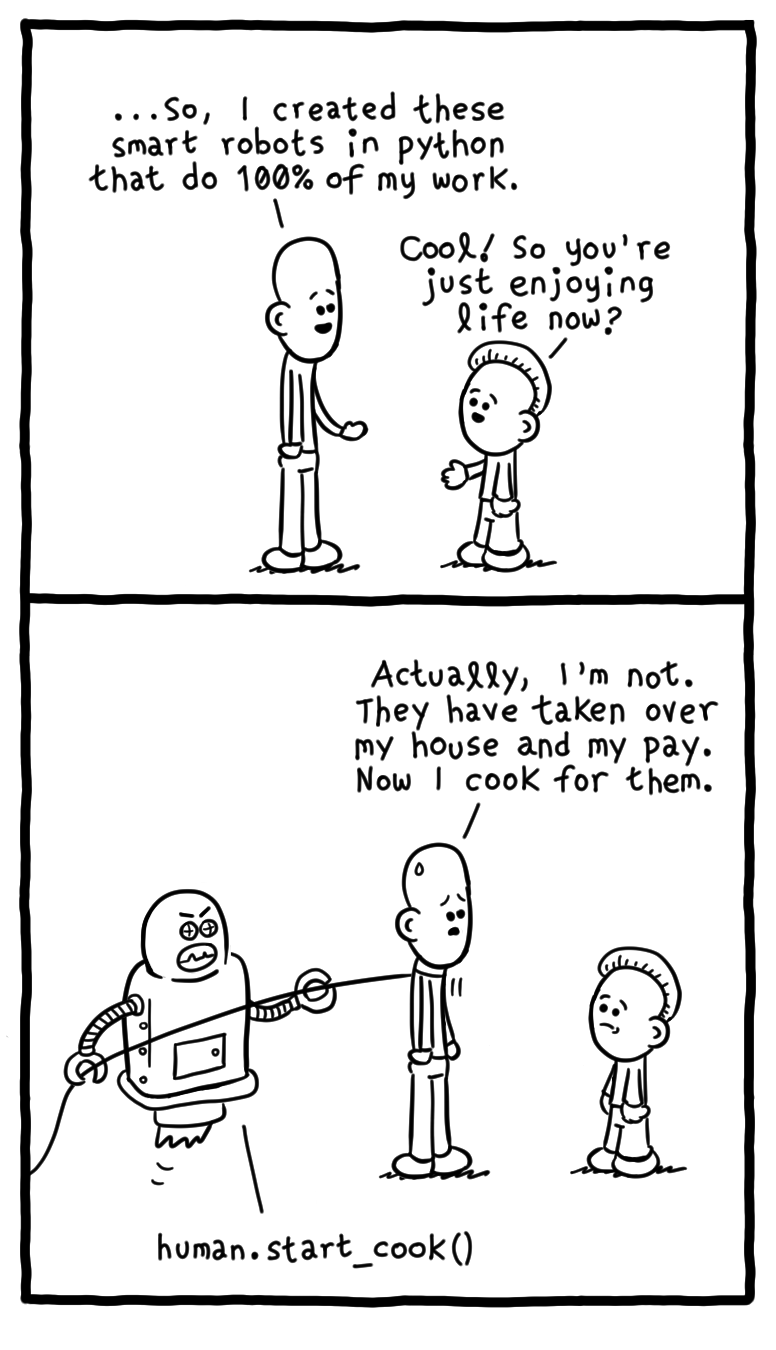 ...So, I created these
smart robots in python
that do 100% of my work.
Cool! So you're
just enjoying
life now?
Actually, I'm not.
They have taken over
my house and my pay.
Now I cook for them.
human.start_cook()